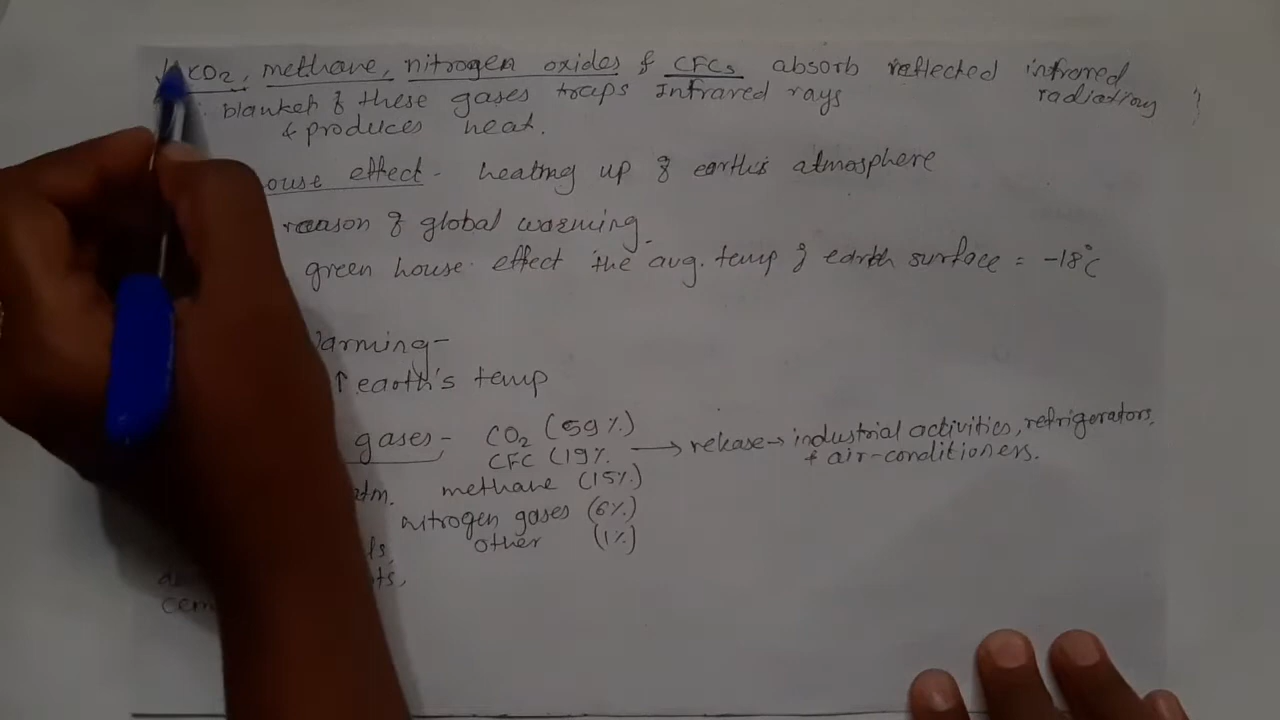 CO2, methane, nitrogen oxides & CFCs absorb reflected infrared radiation
blanket of these gases traps Infrared rays
& produces heat.
ouse effect - heating up of earth's atmosphere
reason of global warming.
green house effect the avg. temp of earth surface = -18°C
arming -
↑ earth's temp
gases - CO2 (59%)
CFC (19%. → release → industrial activities, refrigerators, & air-conditioners.
atm. methane (15%.)
nitrogen gases (6%.)
other (1%.)
ts,
cem